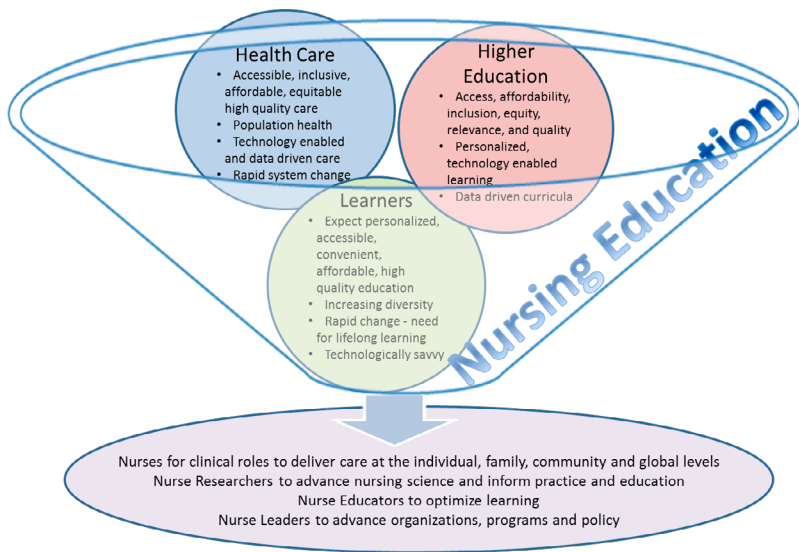 Health Care
• Accessible, inclusive,
affordable, equitable
high quality care
• Population health
• Technology enabled
and data driven care
• Rapid system change
Higher
Education
• Access, affordability,
inclusion, equity,
relevance, and quality
• Personalized,
technology enabled
learning
• Data driven curricula
Learners
• Expect personalized,
accessible,
convenient,
affordable, high
quality education
• Increasing diversity
• Rapid change - need
for lifelong learning
• Technologically savvy
Nursing Education
Nurses for clinical roles to deliver care at the individual, family, community and global levels
Nurse Researchers to advance nursing science and inform practice and education
Nurse Educators to optimize learning
Nurse Leaders to advance organizations, programs and policy